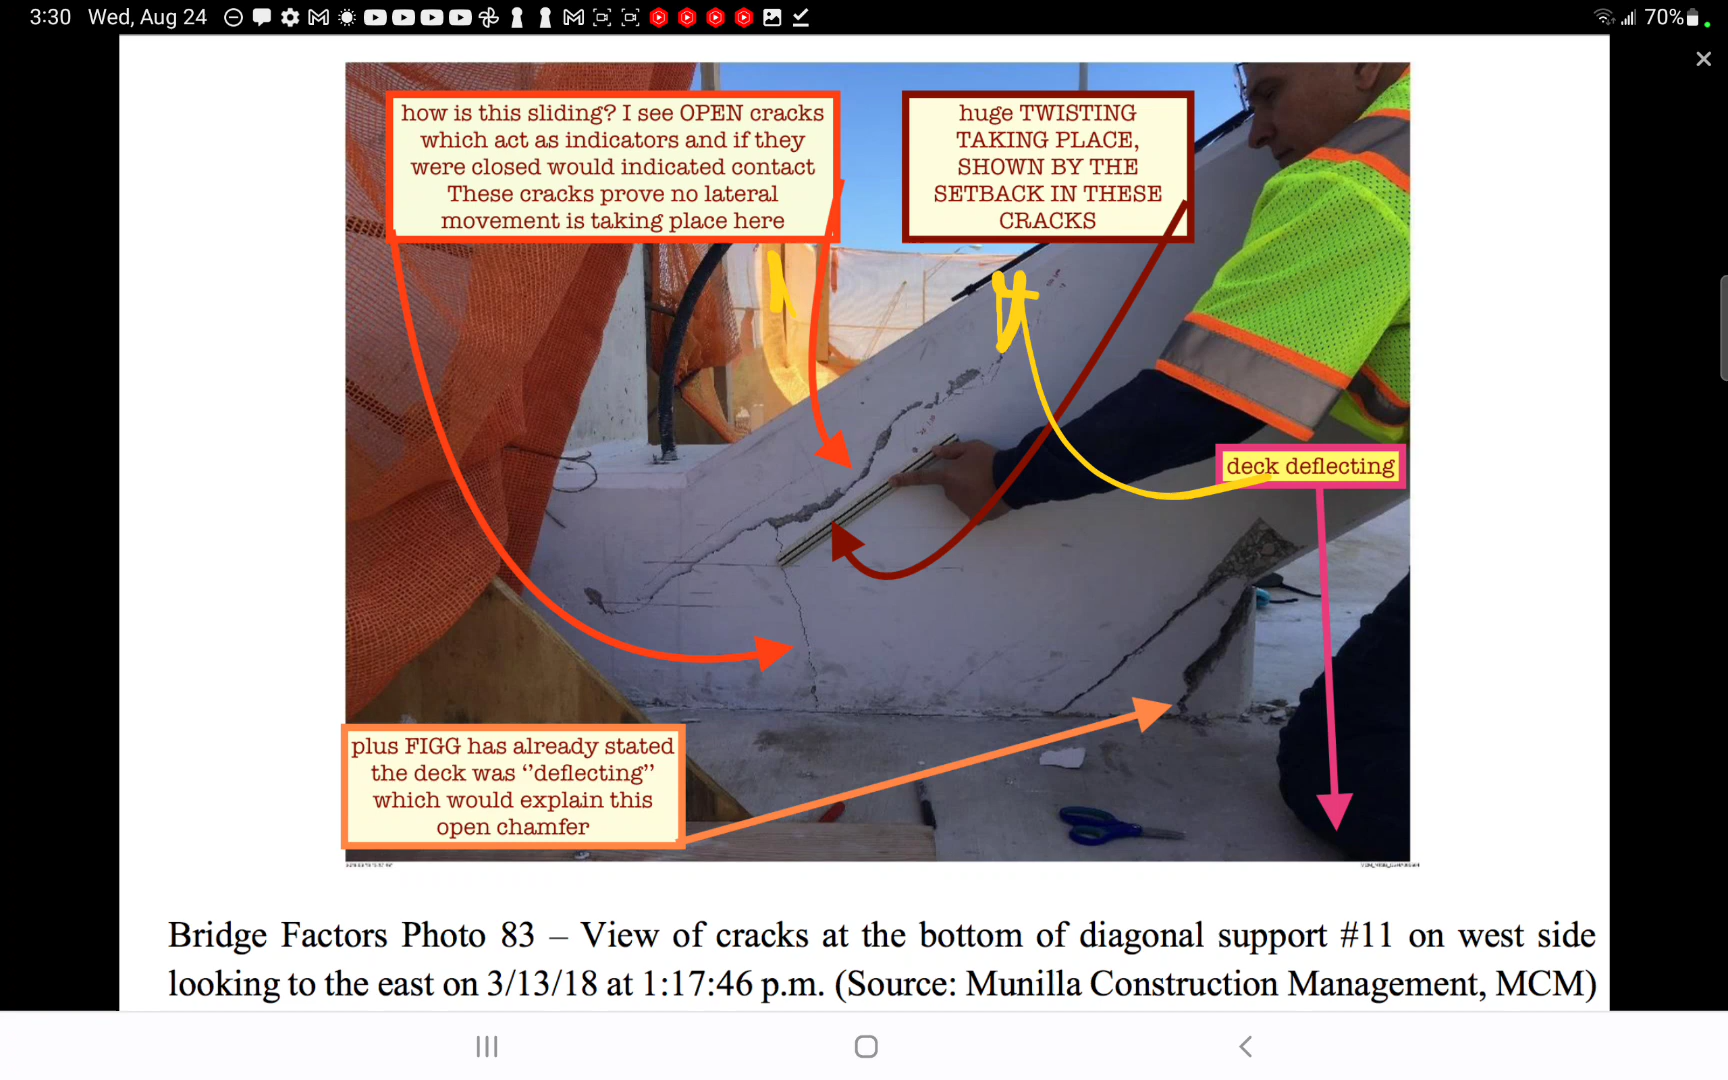 3:30 Wed, Aug 24
70%
how is this sliding? I see OPEN cracks
which act as indicators and if they
were closed would indicated contact
These cracks prove no lateral
movement is taking place here
huge TWISTING
TAKING PLACE,
SHOWN BY THE
SETBACK IN THESE
CRACKS
deck deflecting
plus FIGG has already stated
the deck was ‘’deflecting’’
which would explain this
open chamfer
Bridge Factors Photo 83 – View of cracks at the bottom of diagonal support #11 on west side
looking to the east on 3/13/18 at 1:17:46 p.m. (Source: Munilla Construction Management, MCM)